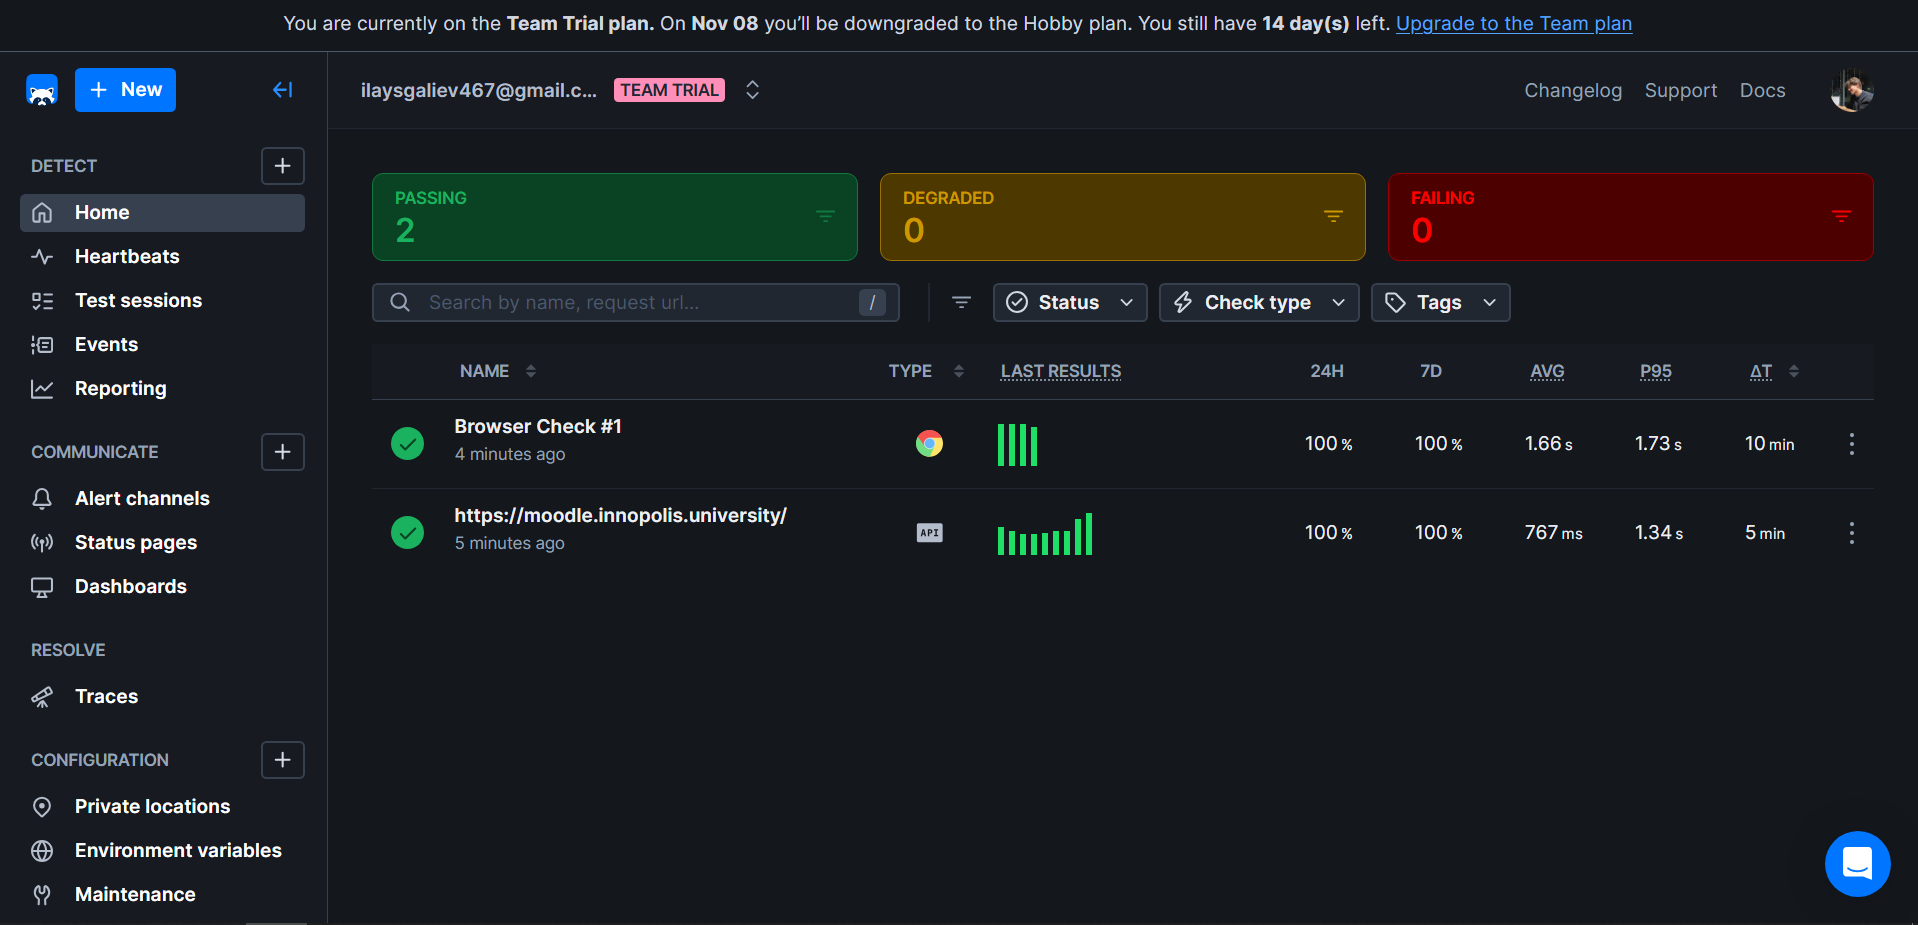 You are currently on the Team Trial plan. On Nov 08 you'll be downgraded to the Hobby plan. You still have 14 day(s) left. Upgrade to the Team plan
+ New
ilaysgaliev467@gmail.c... TEAM TRIAL
Changelog Support Docs
DETECT
Home
Heartbeats
Test sessions
Events
Reporting
COMMUNICATE
Alert channels
Status pages
Dashboards
RESOLVE
Traces
CONFIGURATION
Private locations
Environment variables
Maintenance
PASSING
2
DEGRADED
0
FAILING
0
Search by name, request url... /
Status
Check type
Tags
NAME TYPE LAST RESULTS 24H 7D AVG P95 ΔT
Browser Check #1 100 % 100 % 1.66 s 1.73 s 10 min
4 minutes ago
https://moodle.innopolis.university/ API 100 % 100 % 767 ms 1.34 s 5 min
5 minutes ago